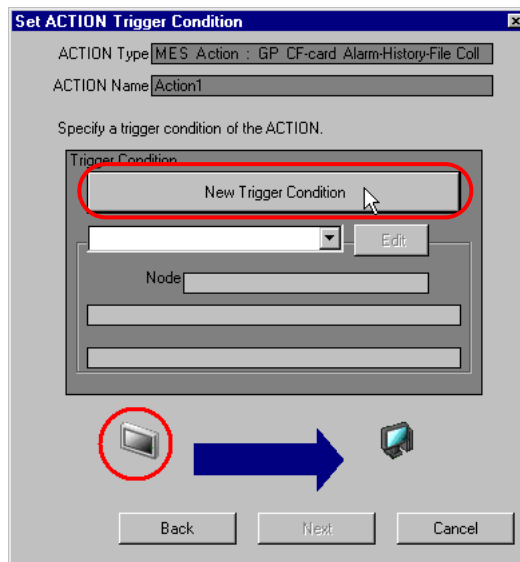 Set ACTION Trigger Condition
ACTION Type MES Action : GP CF-card Alarm-History-File Coll
ACTION Name Action1
Specify a trigger condition of the ACTION.
Trigger Condition
New Trigger Condition
Edit
Node
Back Next Cancel